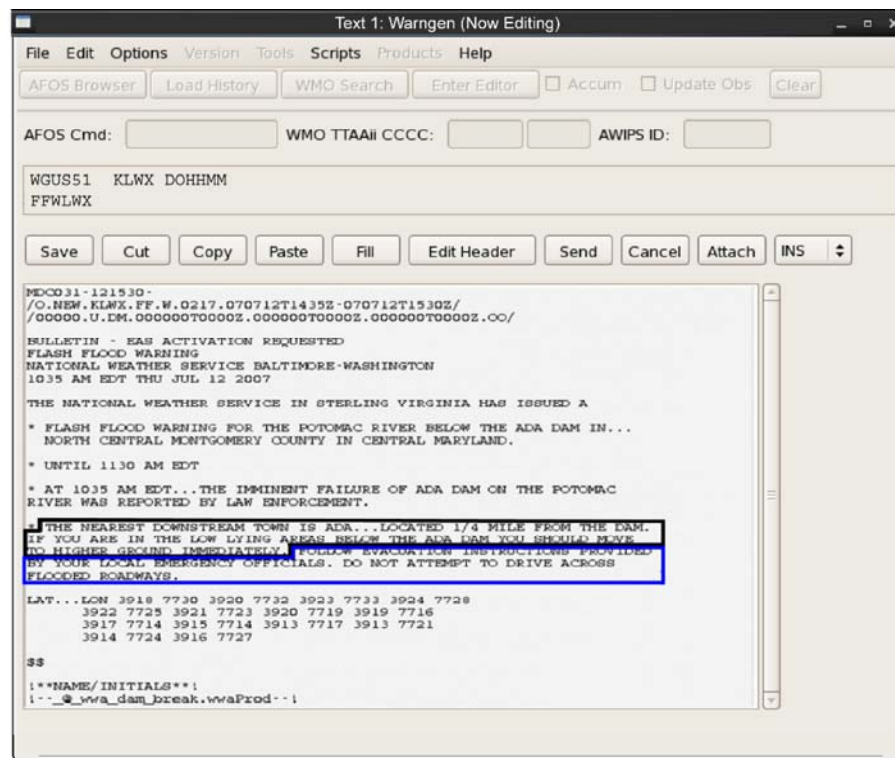 Text 1: Warngen (Now Editing)
File Edit Options Version Tools Scripts Products Help
AFOS Browser Load History WMO Search Enter Editor Accum Update Obs Clear
AFOS Cmd: WMO TTAAii CCCC: AWIPS ID:
WGUS51 KLWX DOHHMM
FFWLWX
Save Cut Copy Paste Fill Edit Header Send Cancel Attach INS
MDC031-121530-
/O.NEW.KLWX.FF.W.0217.070712T1435Z-070712T1530Z/
/00000.U.DM.000000T0000Z.000000T0000Z.000000T0000Z.OO/
BULLETIN - EAS ACTIVATION REQUESTED
FLASH FLOOD WARNING
NATIONAL WEATHER SERVICE BALTIMORE-WASHINGTON
1035 AM EDT THU JUL 12 2007
THE NATIONAL WEATHER SERVICE IN STERLING VIRGINIA HAS ISSUED A
* FLASH FLOOD WARNING FOR THE POTOMAC RIVER BELOW THE ADA DAM IN...
NORTH CENTRAL MONTGOMERY COUNTY IN CENTRAL MARYLAND.
* UNTIL 1130 AM EDT
* AT 1035 AM EDT...THE IMMINENT FAILURE OF ADA DAM ON THE POTOMAC
RIVER WAS REPORTED BY LAW ENFORCEMENT.
* THE NEAREST DOWNSTREAM TOWN IS ADA...LOCATED 1/4 MILE FROM THE DAM.
IF YOU ARE IN THE LOW LYING AREAS BELOW THE ADA DAM YOU SHOULD MOVE
TO HIGHER GROUND IMMEDIATELY. FOLLOW EVACUATION INSTRUCTIONS PROVIDED
BY YOUR LOCAL EMERGENCY OFFICIALS. DO NOT ATTEMPT TO DRIVE ACROSS
FLOODED ROADWAYS.
LAT...LON 3918 7730 3920 7732 3923 7733 3924 7728
3922 7725 3921 7723 3920 7719 3919 7716
3917 7714 3915 7714 3913 7717 3913 7721
3914 7724 3916 7727
$$
!**NAME/INITIALS**!
!--_@_wwa_dam_break.wwaProd--!